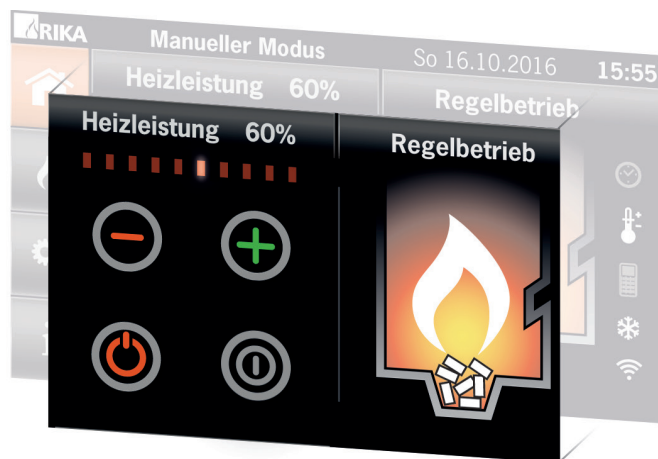 RIKA
Manueller Modus
So 16.10.2016
15:55
Heizleistung 60%
Regelbetrieb
Heizleistung 60%
Regelbetrieb